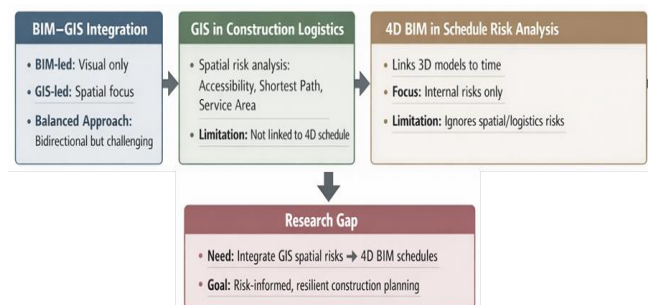 BIM–GIS Integration
• BIM-led: Visual only
• GIS-led: Spatial focus
• Balanced Approach:
Bidirectional but challenging
GIS in Construction Logistics
• Spatial risk analysis:
Accessibility, Shortest Path,
Service Area
• Limitation: Not linked to 4D schedule
4D BIM in Schedule Risk Analysis
• Links 3D models to time
• Focus: Internal risks only
• Limitation: Ignores spatial/logistics risks
Research Gap
• Need: Integrate GIS spatial risks ➔ 4D BIM schedules
• Goal: Risk-informed, resilient construction planning